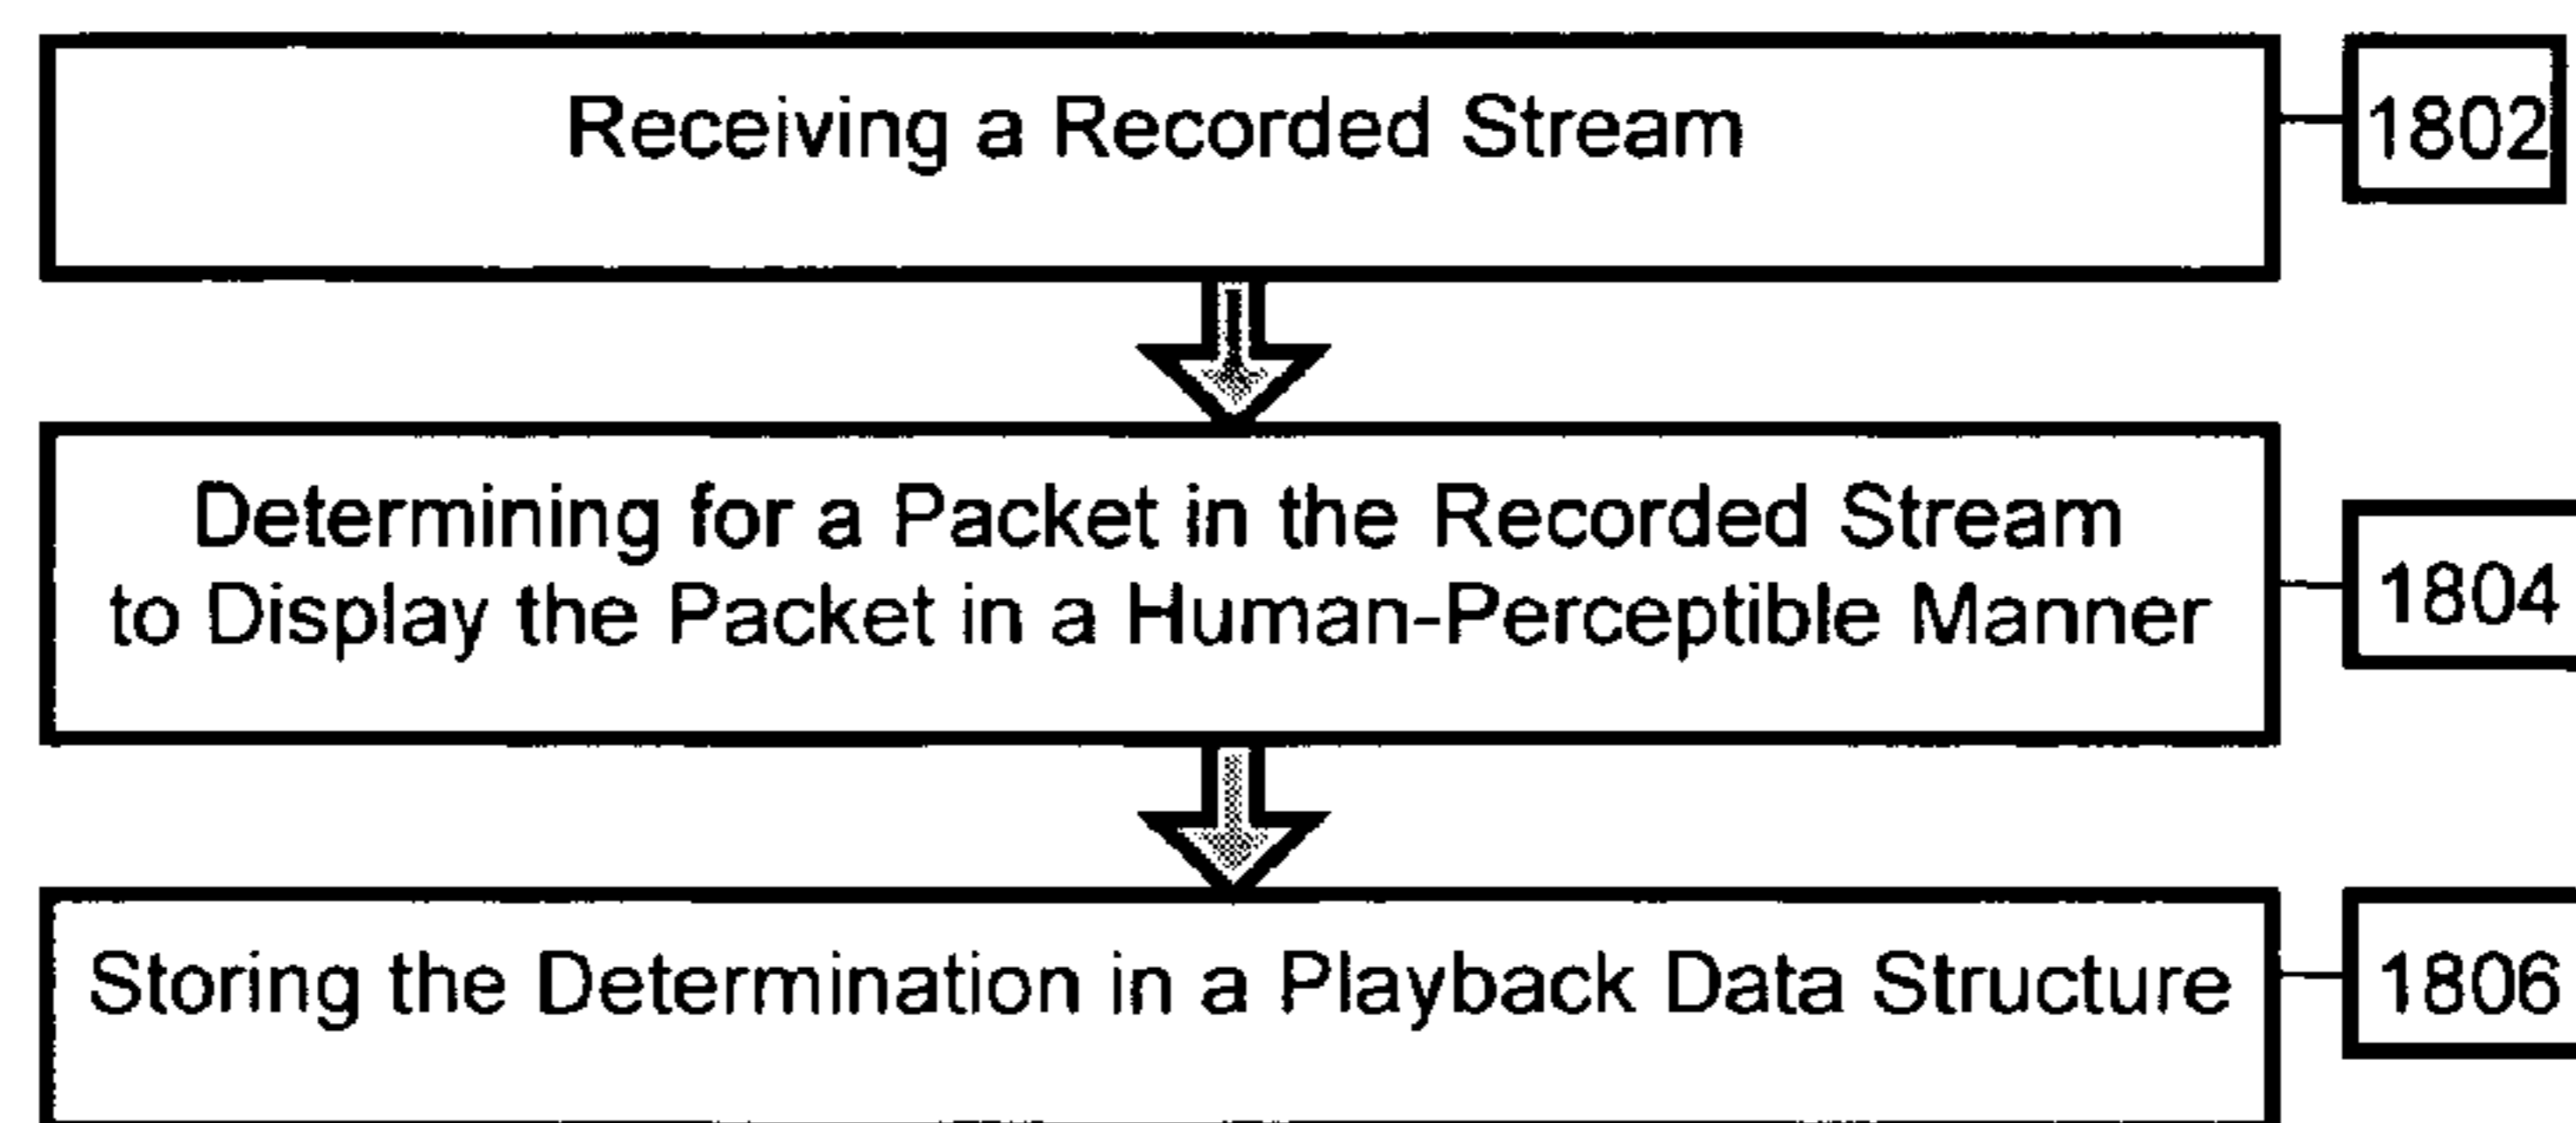 Receiving a Recorded Stream
1802
Determining for a Packet in the Recorded Stream
to Display the Packet in a Human-Perceptible Manner
1804
Storing the Determination in a Playback Data Structure
1806